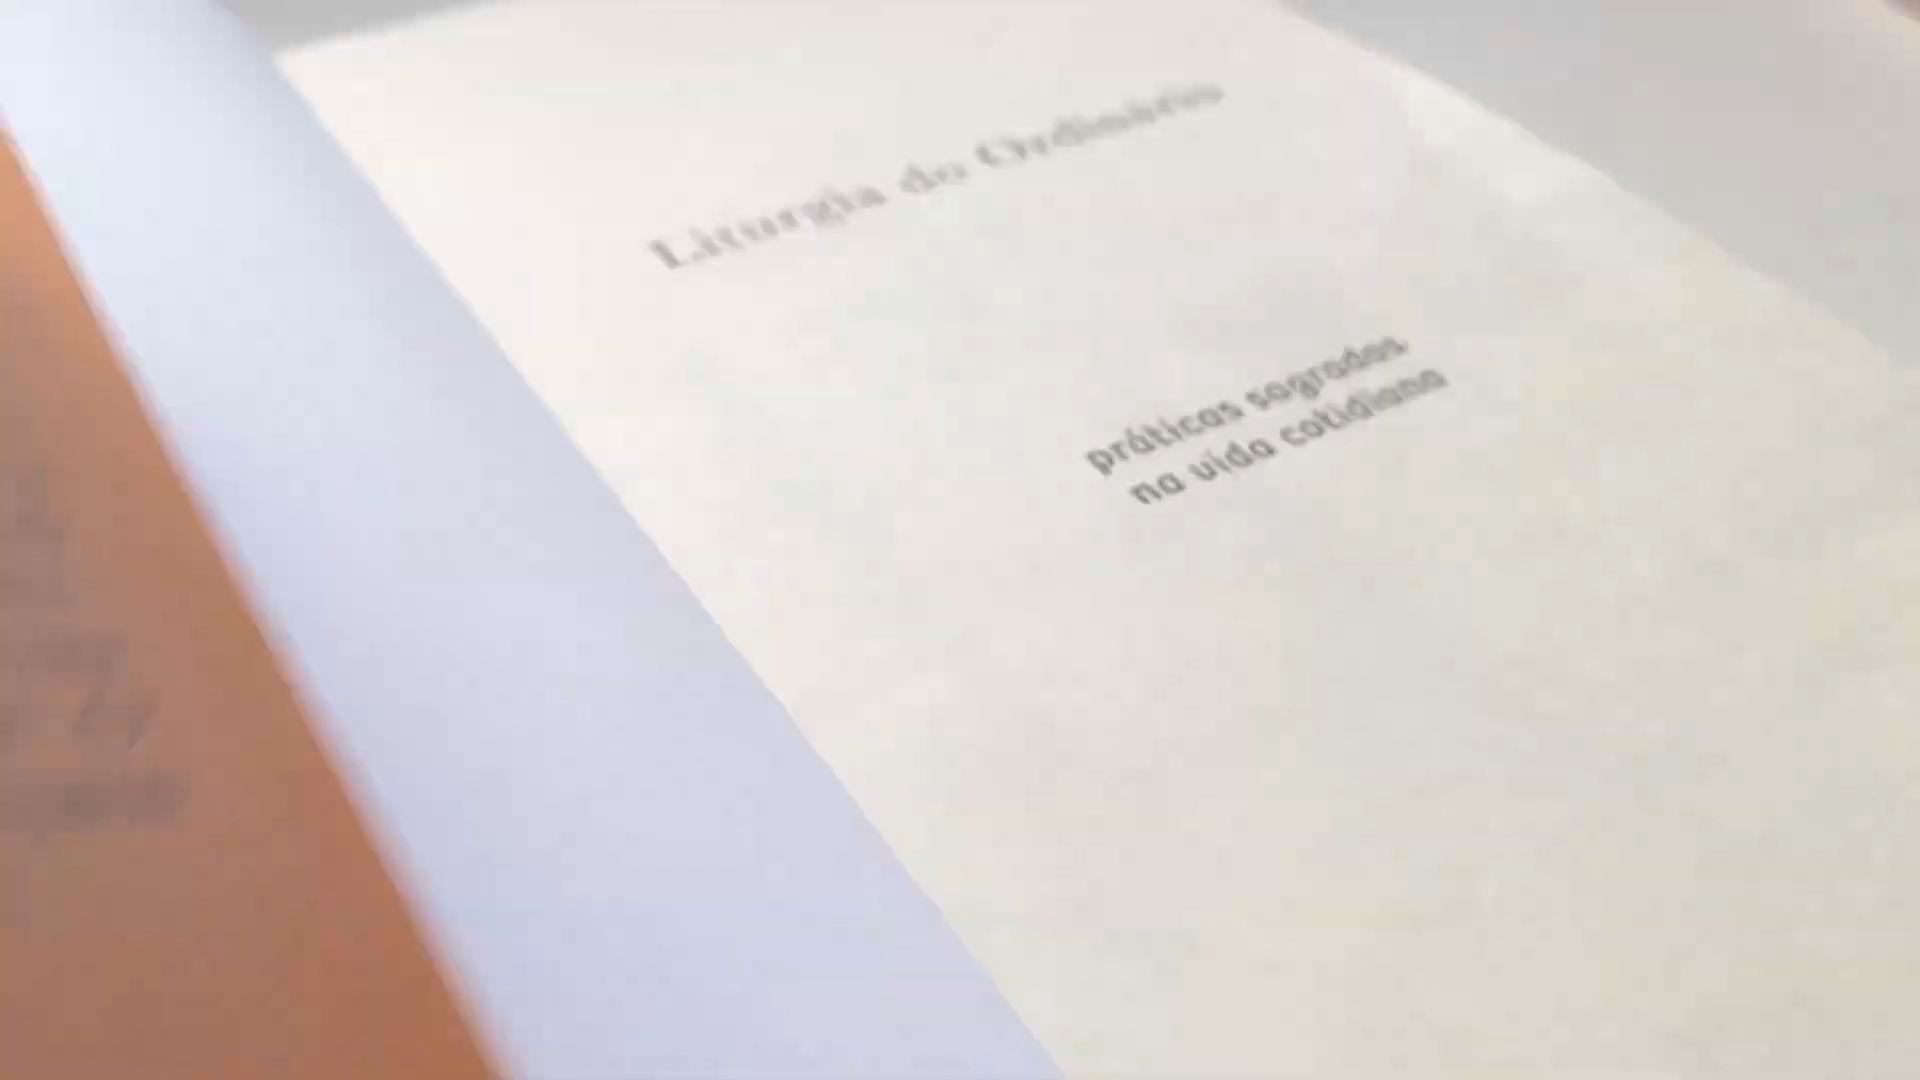 Liturgia do Ordinário
práticas sagradas
na vida cotidiana